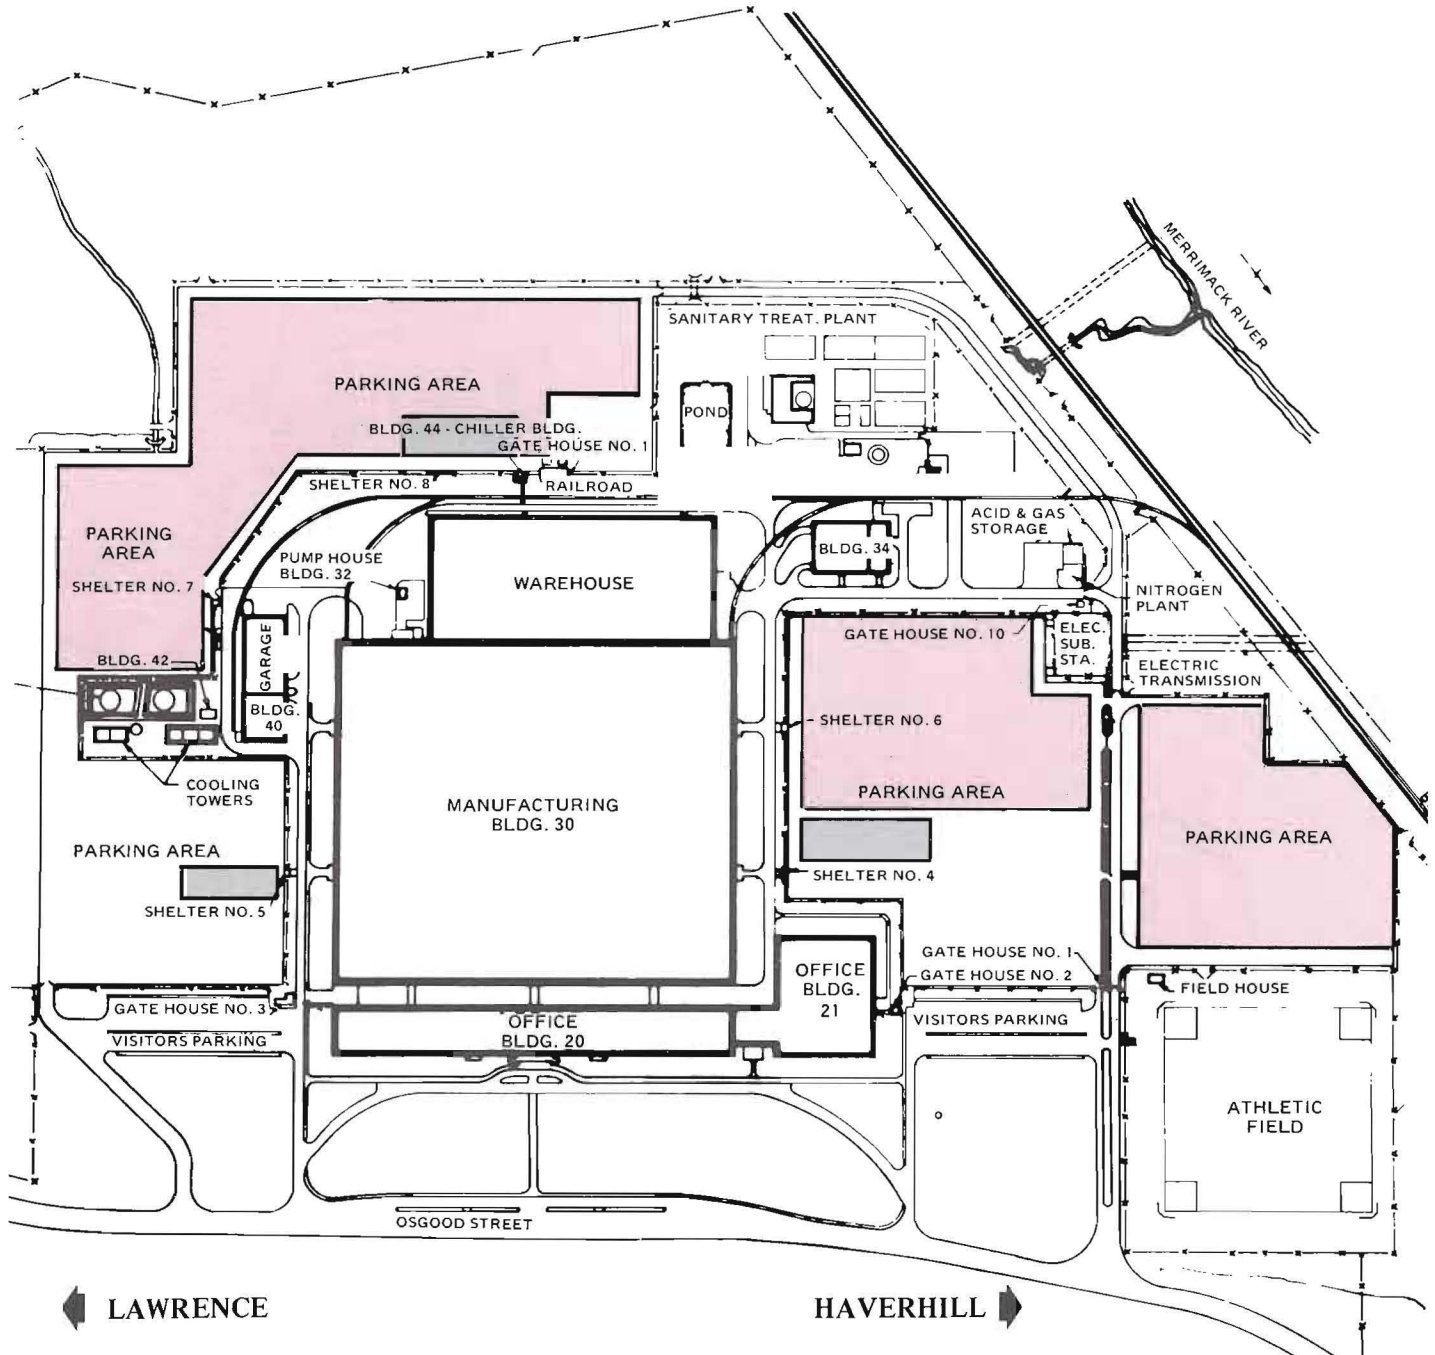 MERRIMACK RIVER
SANITARY TREAT. PLANT
PARKING AREA
POND
BLDG. 44 - CHILLER BLDG.
GATE HOUSE NO. 1
SHELTER NO. 8
RAILROAD
ACID & GAS
STORAGE
PARKING
AREA
BLDG. 34
PUMP HOUSE
BLDG. 32
WAREHOUSE
SHELTER NO. 7
NITROGEN
PLANT
GATE HOUSE NO. 10
ELEC.
SUB.
STA.
GARAGE
BLDG. 42
ELECTRIC
TRANSMISSION
BLDG.
40
SHELTER NO. 6
COOLING
TOWERS
MANUFACTURING
BLDG. 30
PARKING AREA
PARKING AREA
PARKING AREA
SHELTER NO. 4
SHELTER NO. 5
GATE HOUSE NO. 1
OFFICE
BLDG.
21
GATE HOUSE NO. 2
FIELD HOUSE
GATE HOUSE NO. 3
VISITORS PARKING
OFFICE
BLDG. 20
VISITORS PARKING
ATHLETIC
FIELD
OSGOOD STREET
LAWRENCE
HAVERHILL